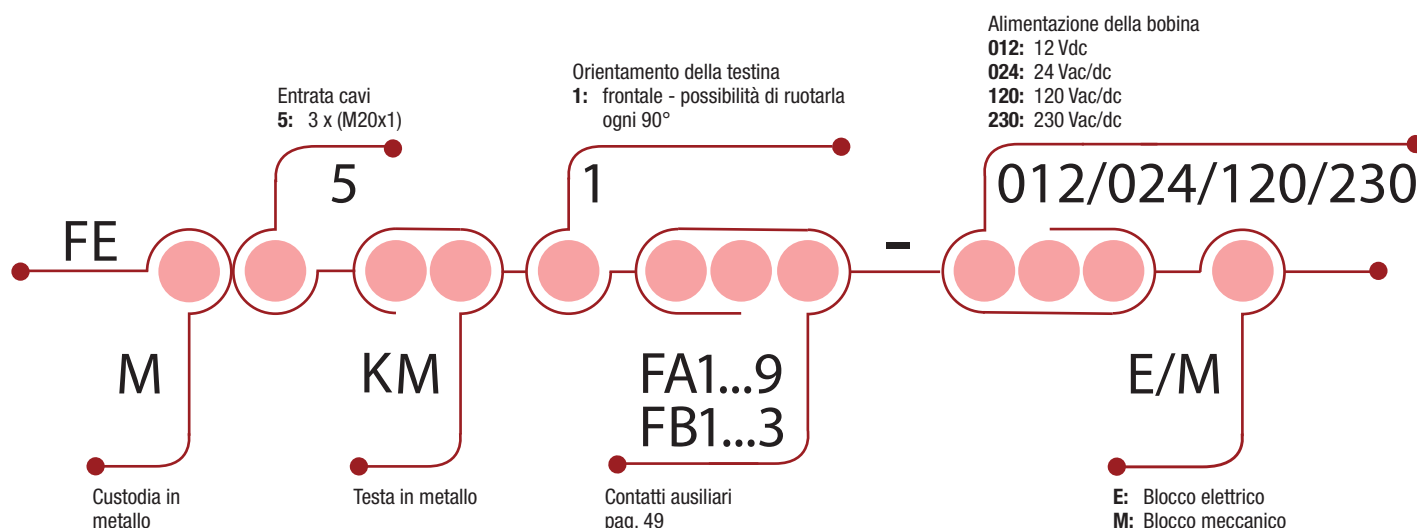 Alimentazione della bobina
012: 12 Vdc
024: 24 Vac/dc
120: 120 Vac/dc
230: 230 Vac/dc
Orientamento della testina
1: frontale - possibilità di ruotarla
ogni 90°
Entrata cavi
5: 3 x (M20x1)
5
1
012/024/120/230
FE
-
M
KM
FA1...9
FB1...3
E/M
Custodia in
metallo
Testa in metallo
Contatti ausiliari
pag. 49
E: Blocco elettrico
M: Blocco meccanico